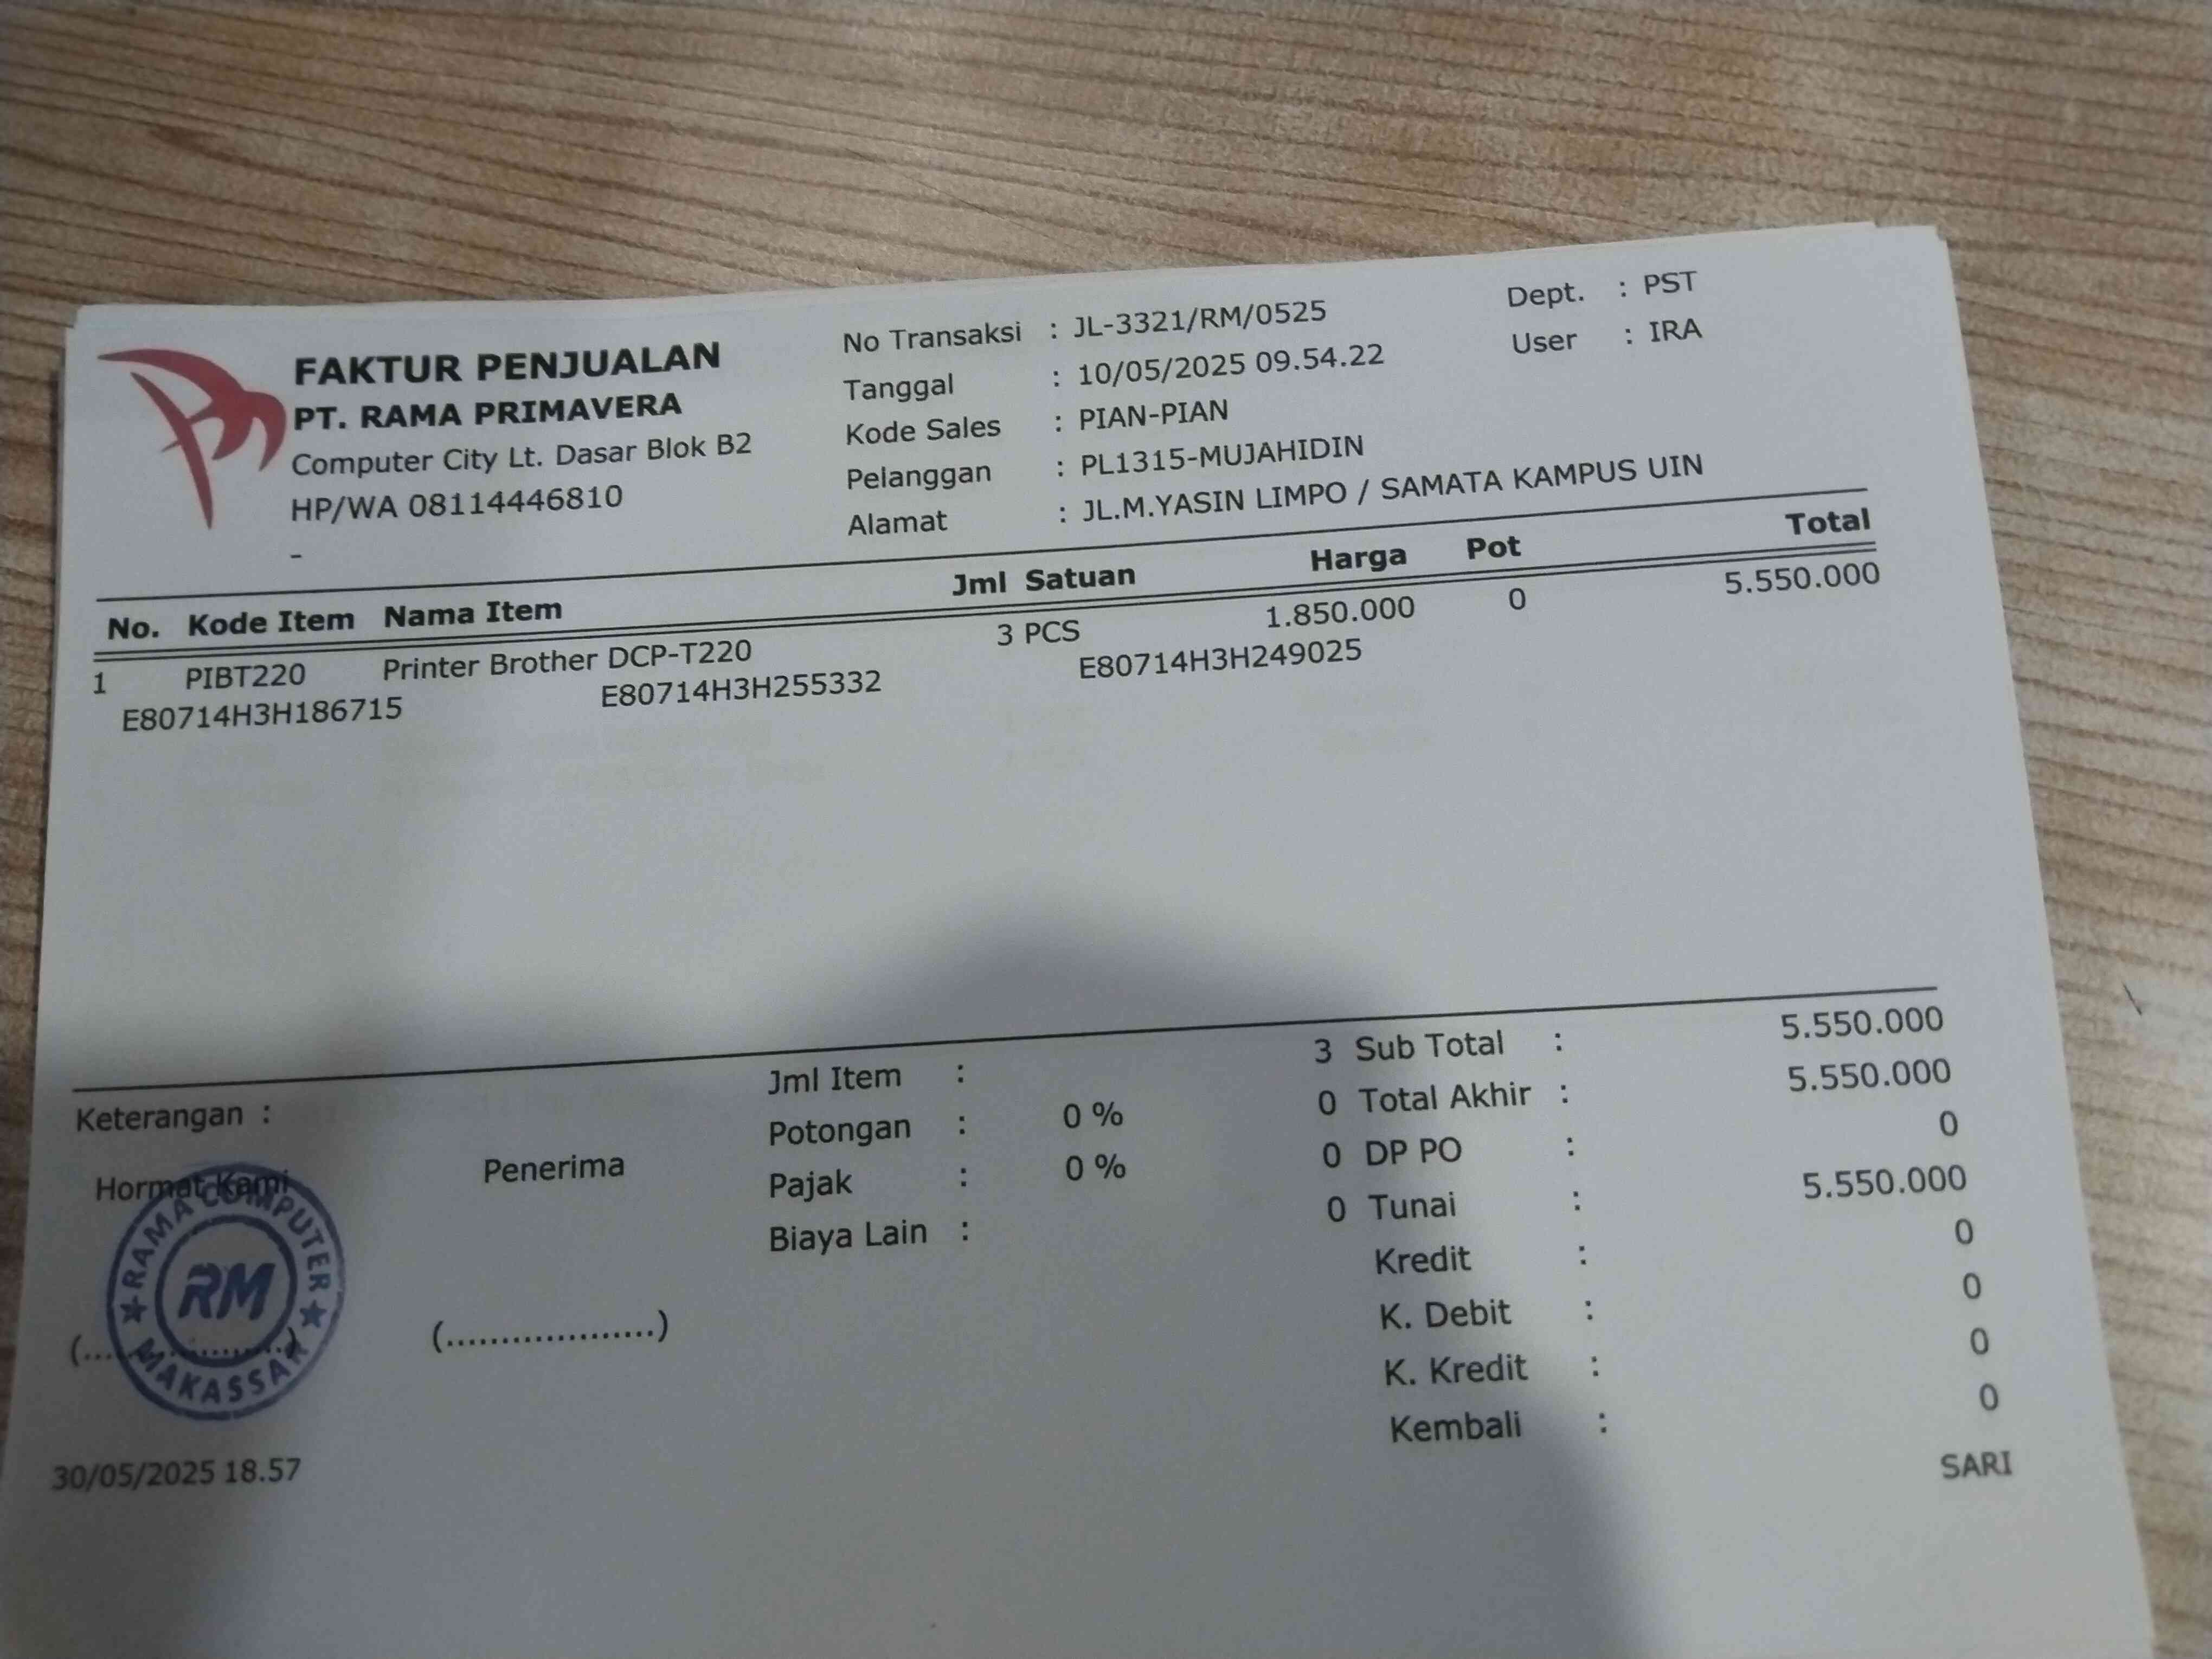 FAKTUR PENJUALAN
PT. RAMA PRIMAVERA
Computer City Lt. Dasar Blok B2
HP/WA 08114446810
-
No Transaksi : JL-3321/RM/0525
Tanggal : 10/05/2025 09.54.22
Kode Sales : PIAN-PIAN
Pelanggan : PL1315-MUJAHIDIN
Alamat : JL.M.YASIN LIMPO / SAMATA KAMPUS UIN
Dept. : PST
User : IRA
No. Kode Item Nama Item Jml Satuan Harga Pot Total
1 PIBT220 Printer Brother DCP-T220 3 PCS 1.850.000 0 5.550.000
E80714H3H186715 E80714H3H255332 E80714H3H249025
Keterangan :
Hormat Kami
Penerima
(....................)
(....................)
RAMA COMPUTER
RM
MAKASSAR
Jml Item : 3
Potongan : 0 % 0
Pajak : 0 % 0
Biaya Lain : 0
Sub Total : 5.550.000
Total Akhir : 5.550.000
DP PO : 0
Tunai : 5.550.000
Kredit : 0
K. Debit : 0
K. Kredit : 0
Kembali : 0
30/05/2025 18.57
SARI